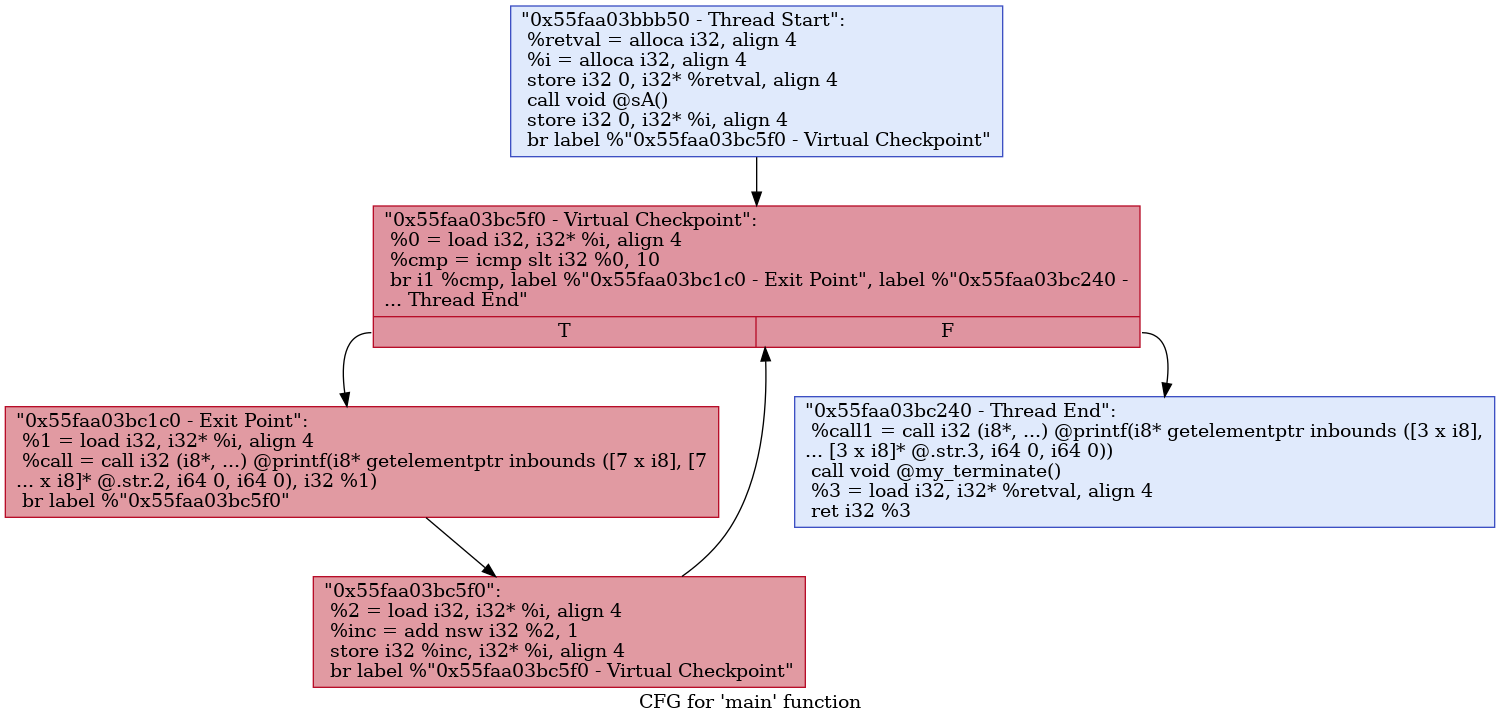 "0x55faa03bbb50 - Thread Start":
%retval = alloca i32, align 4
%i = alloca i32, align 4
store i32 0, i32* %retval, align 4
call void @sA()
store i32 0, i32* %i, align 4
br label %"0x55faa03bc5f0 - Virtual Checkpoint"
"0x55faa03bc5f0 - Virtual Checkpoint":
%0 = load i32, i32* %i, align 4
%cmp = icmp slt i32 %0, 10
br i1 %cmp, label %"0x55faa03bc1c0 - Exit Point", label %"0x55faa03bc240 -
... Thread End"
T
F
"0x55faa03bc1c0 - Exit Point":
%1 = load i32, i32* %i, align 4
%call = call i32 (i8*, ...) @printf(i8* getelementptr inbounds ([7 x i8], [7
... x i8]* @.str.2, i64 0, i64 0), i32 %1)
br label %"0x55faa03bc5f0"
"0x55faa03bc240 - Thread End":
%call1 = call i32 (i8*, ...) @printf(i8* getelementptr inbounds ([3 x i8],
... [3 x i8]* @.str.3, i64 0, i64 0))
call void @my_terminate()
%3 = load i32, i32* %retval, align 4
ret i32 %3
"0x55faa03bc5f0":
%2 = load i32, i32* %i, align 4
%inc = add nsw i32 %2, 1
store i32 %inc, i32* %i, align 4
br label %"0x55faa03bc5f0 - Virtual Checkpoint"
CFG for 'main' function